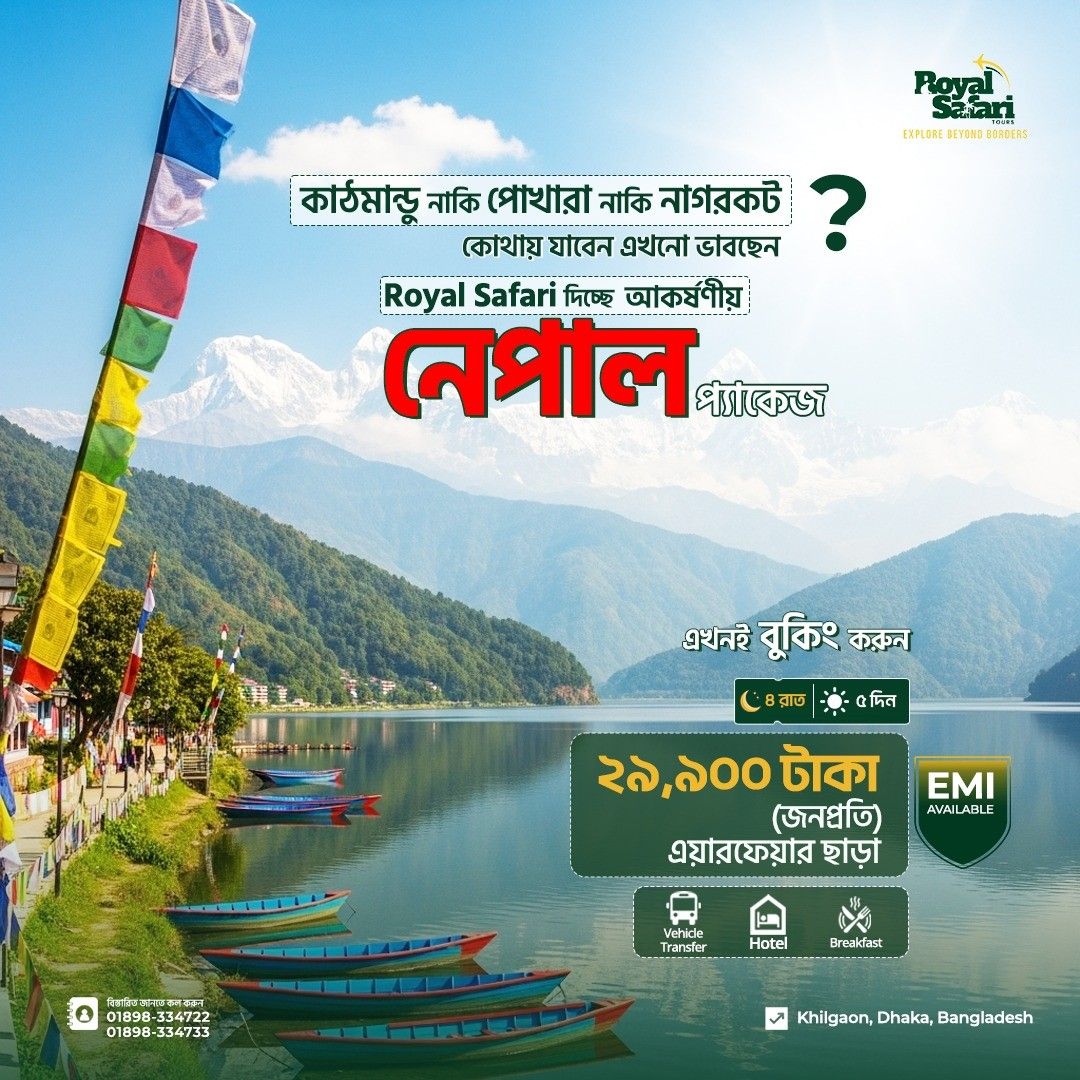 Royal
Safari
TOURS
EXPLORE BEYOND BORDERS
কাঠমান্ডু নাকি পোখারা নাকি নাগরকট ?
কোথায় যাবেন এখনো ভাবছেন
Royal Safari দিচ্ছে আকর্ষণীয়
নেপাল প্যাকেজ
এখনই বুকিং করুন
৪ রাত ৫ দিন
২৯,৯০০ টাকা
(জনপ্রতি)
এয়ারফেয়ার ছাড়া
EMI
AVAILABLE
Vehicle
Transfer
Hotel
Breakfast
বিস্তারিত জানতে কল করুন
01898-334722
01898-334733
Khilgaon, Dhaka, Bangladesh